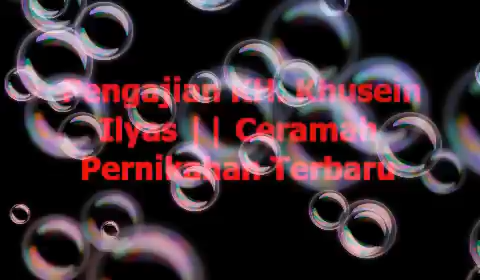 Pengajian KH. Khusein
Ilyas || Ceramah
Pernikahan Terbaru